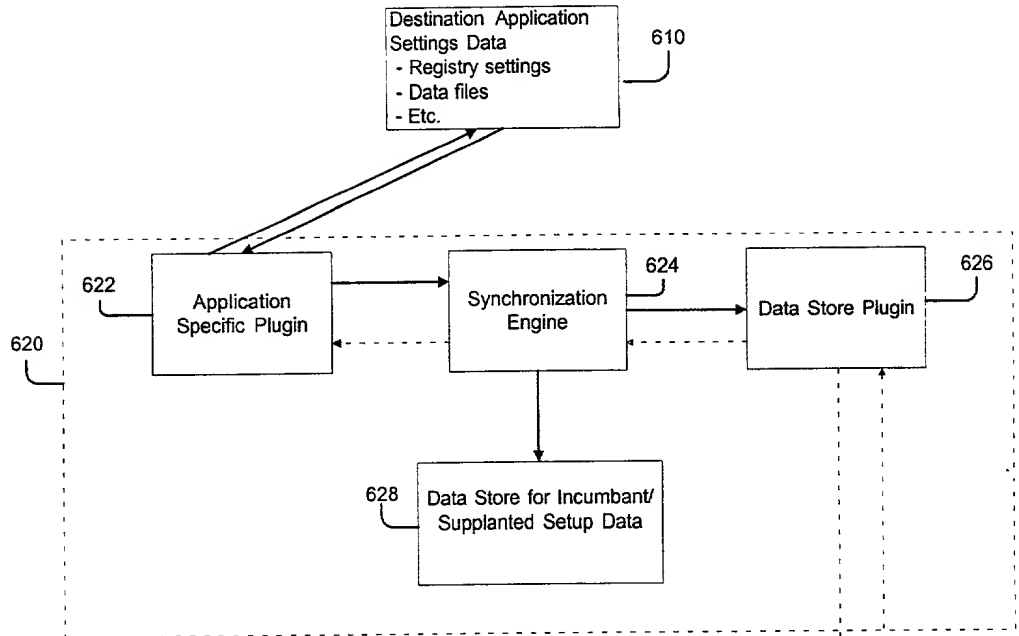 Destination Application
Settings Data
- Registry settings
- Data files
- Etc.
610
622
Application
Specific Plugin
Synchronization
Engine
624
Data Store Plugin
626
620
628
Data Store for Incumbant/
Supplanted Setup Data